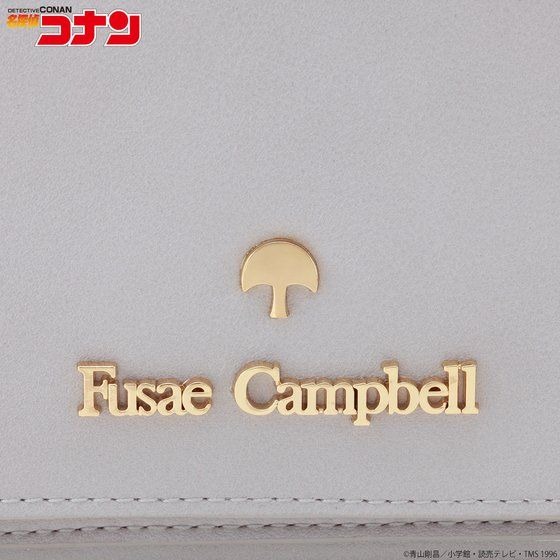 DETECTIVE CONAN
名探偵コナン
Fusae Campbell
©青山剛昌／小学館・読売テレビ・TMS 1996